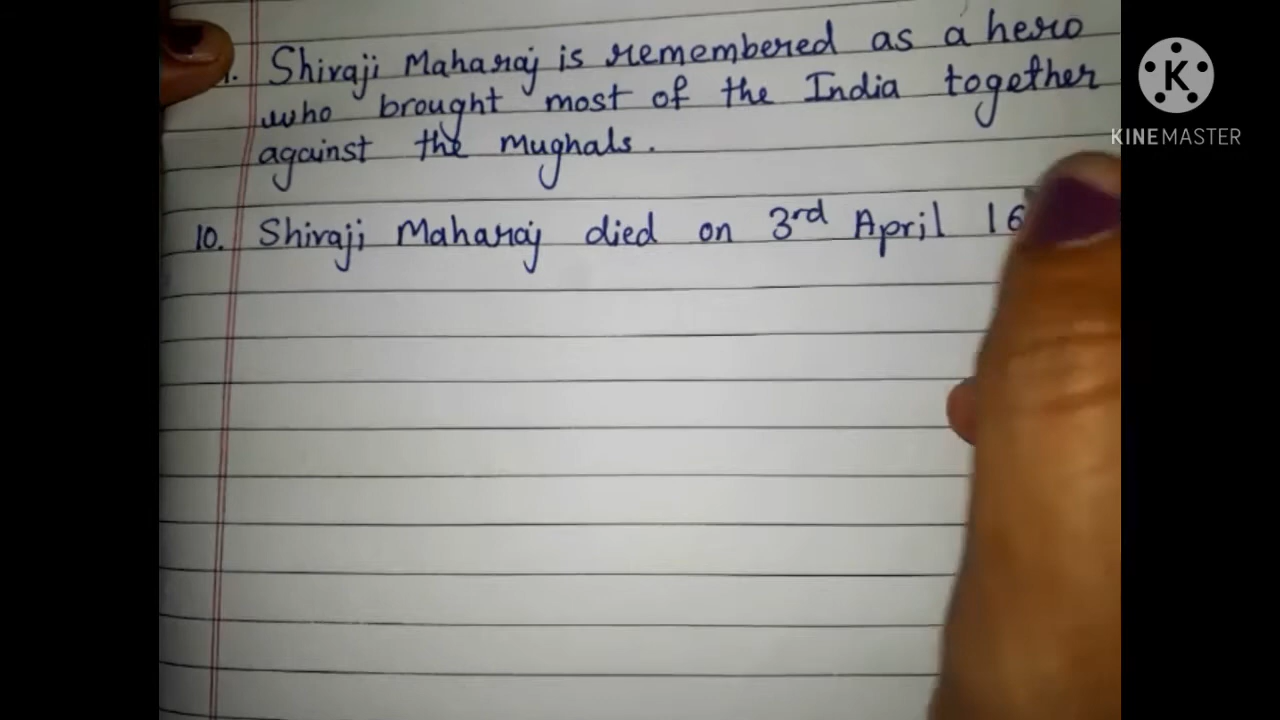 . Shivaji Maharaj is remembered as a hero
who brought most of the India together
against the mughals.
10. Shivaji Maharaj died on 3rd April 16
KINEMASTER